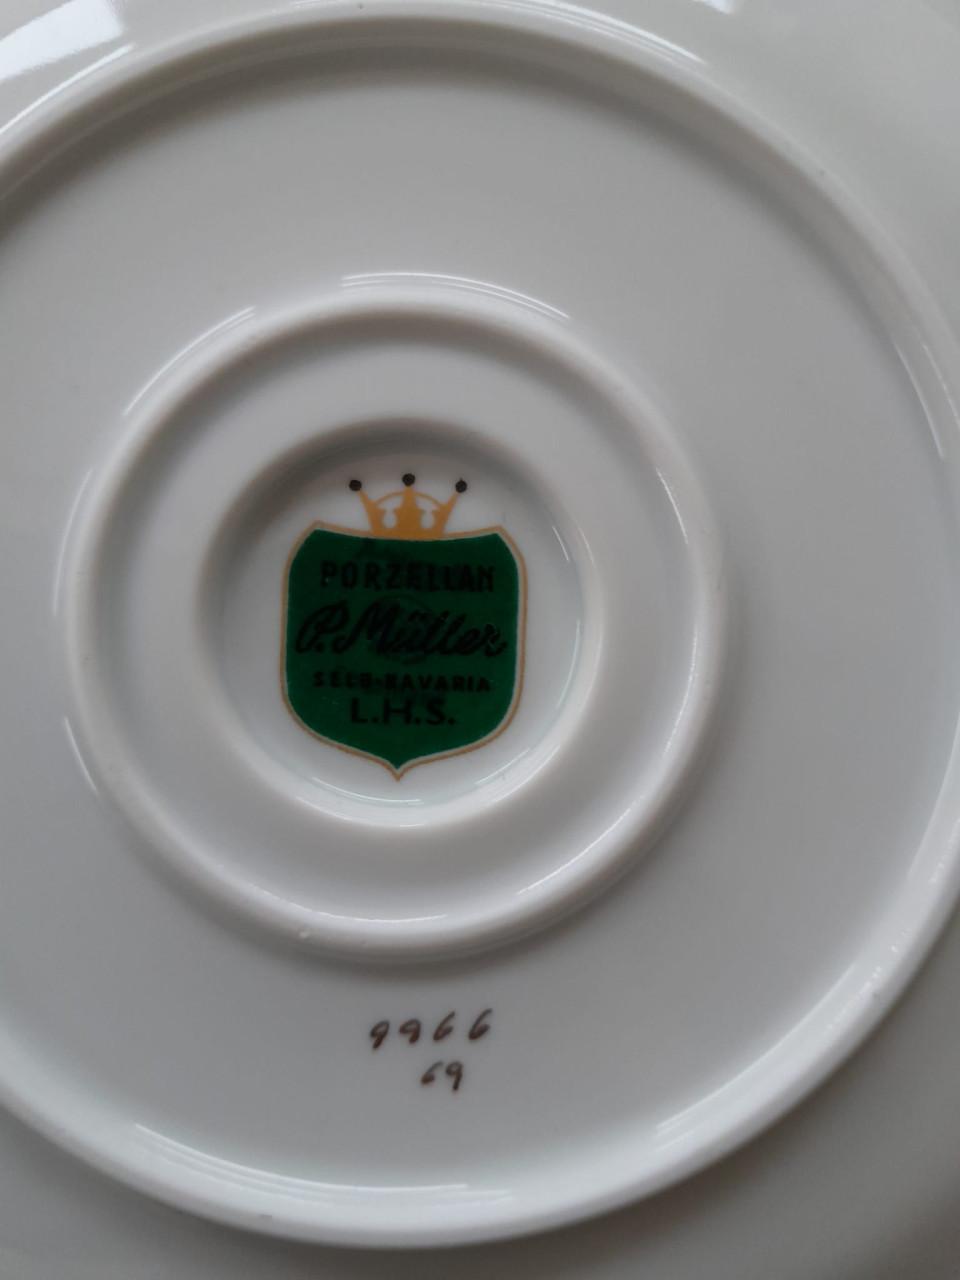 PORZELLAN
P. Müller
SELB-BAVARIA
L.H.S.
9966
69